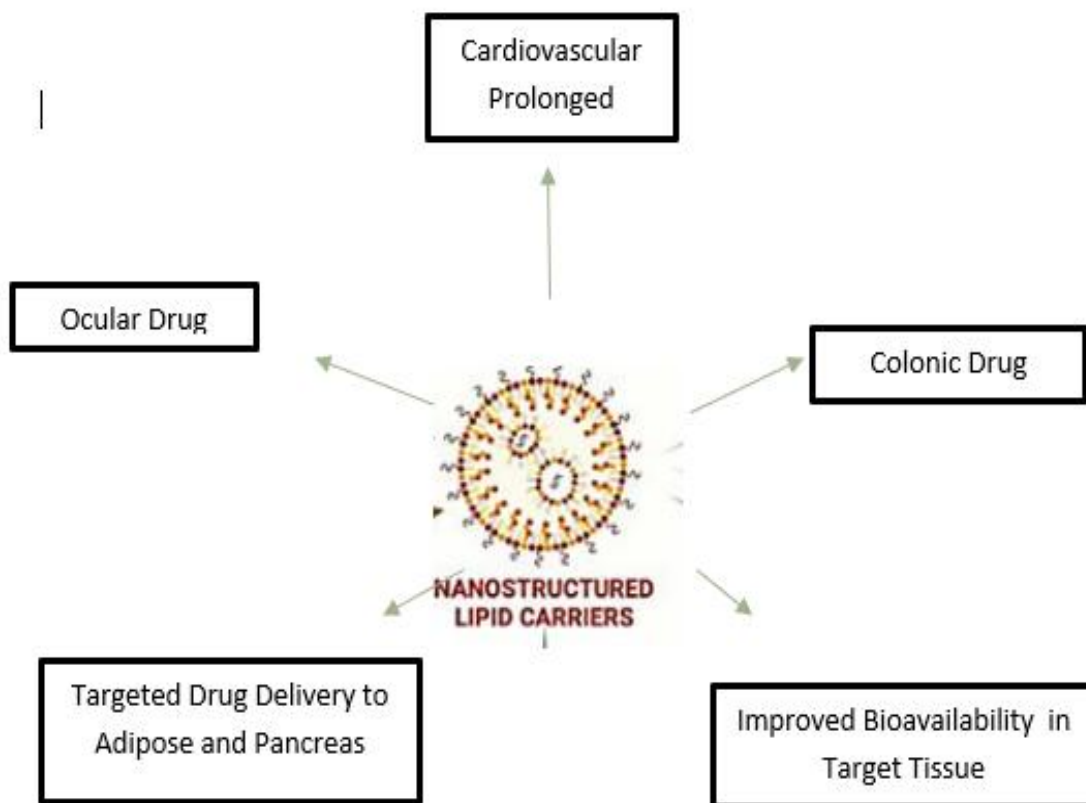 Cardiovascular
Prolonged
Ocular Drug
Colonic Drug
NANOSTRUCTURED
LIPID CARRIERS
Targeted Drug Delivery to
Adipose and Pancreas
Improved Bioavailability in
Target Tissue